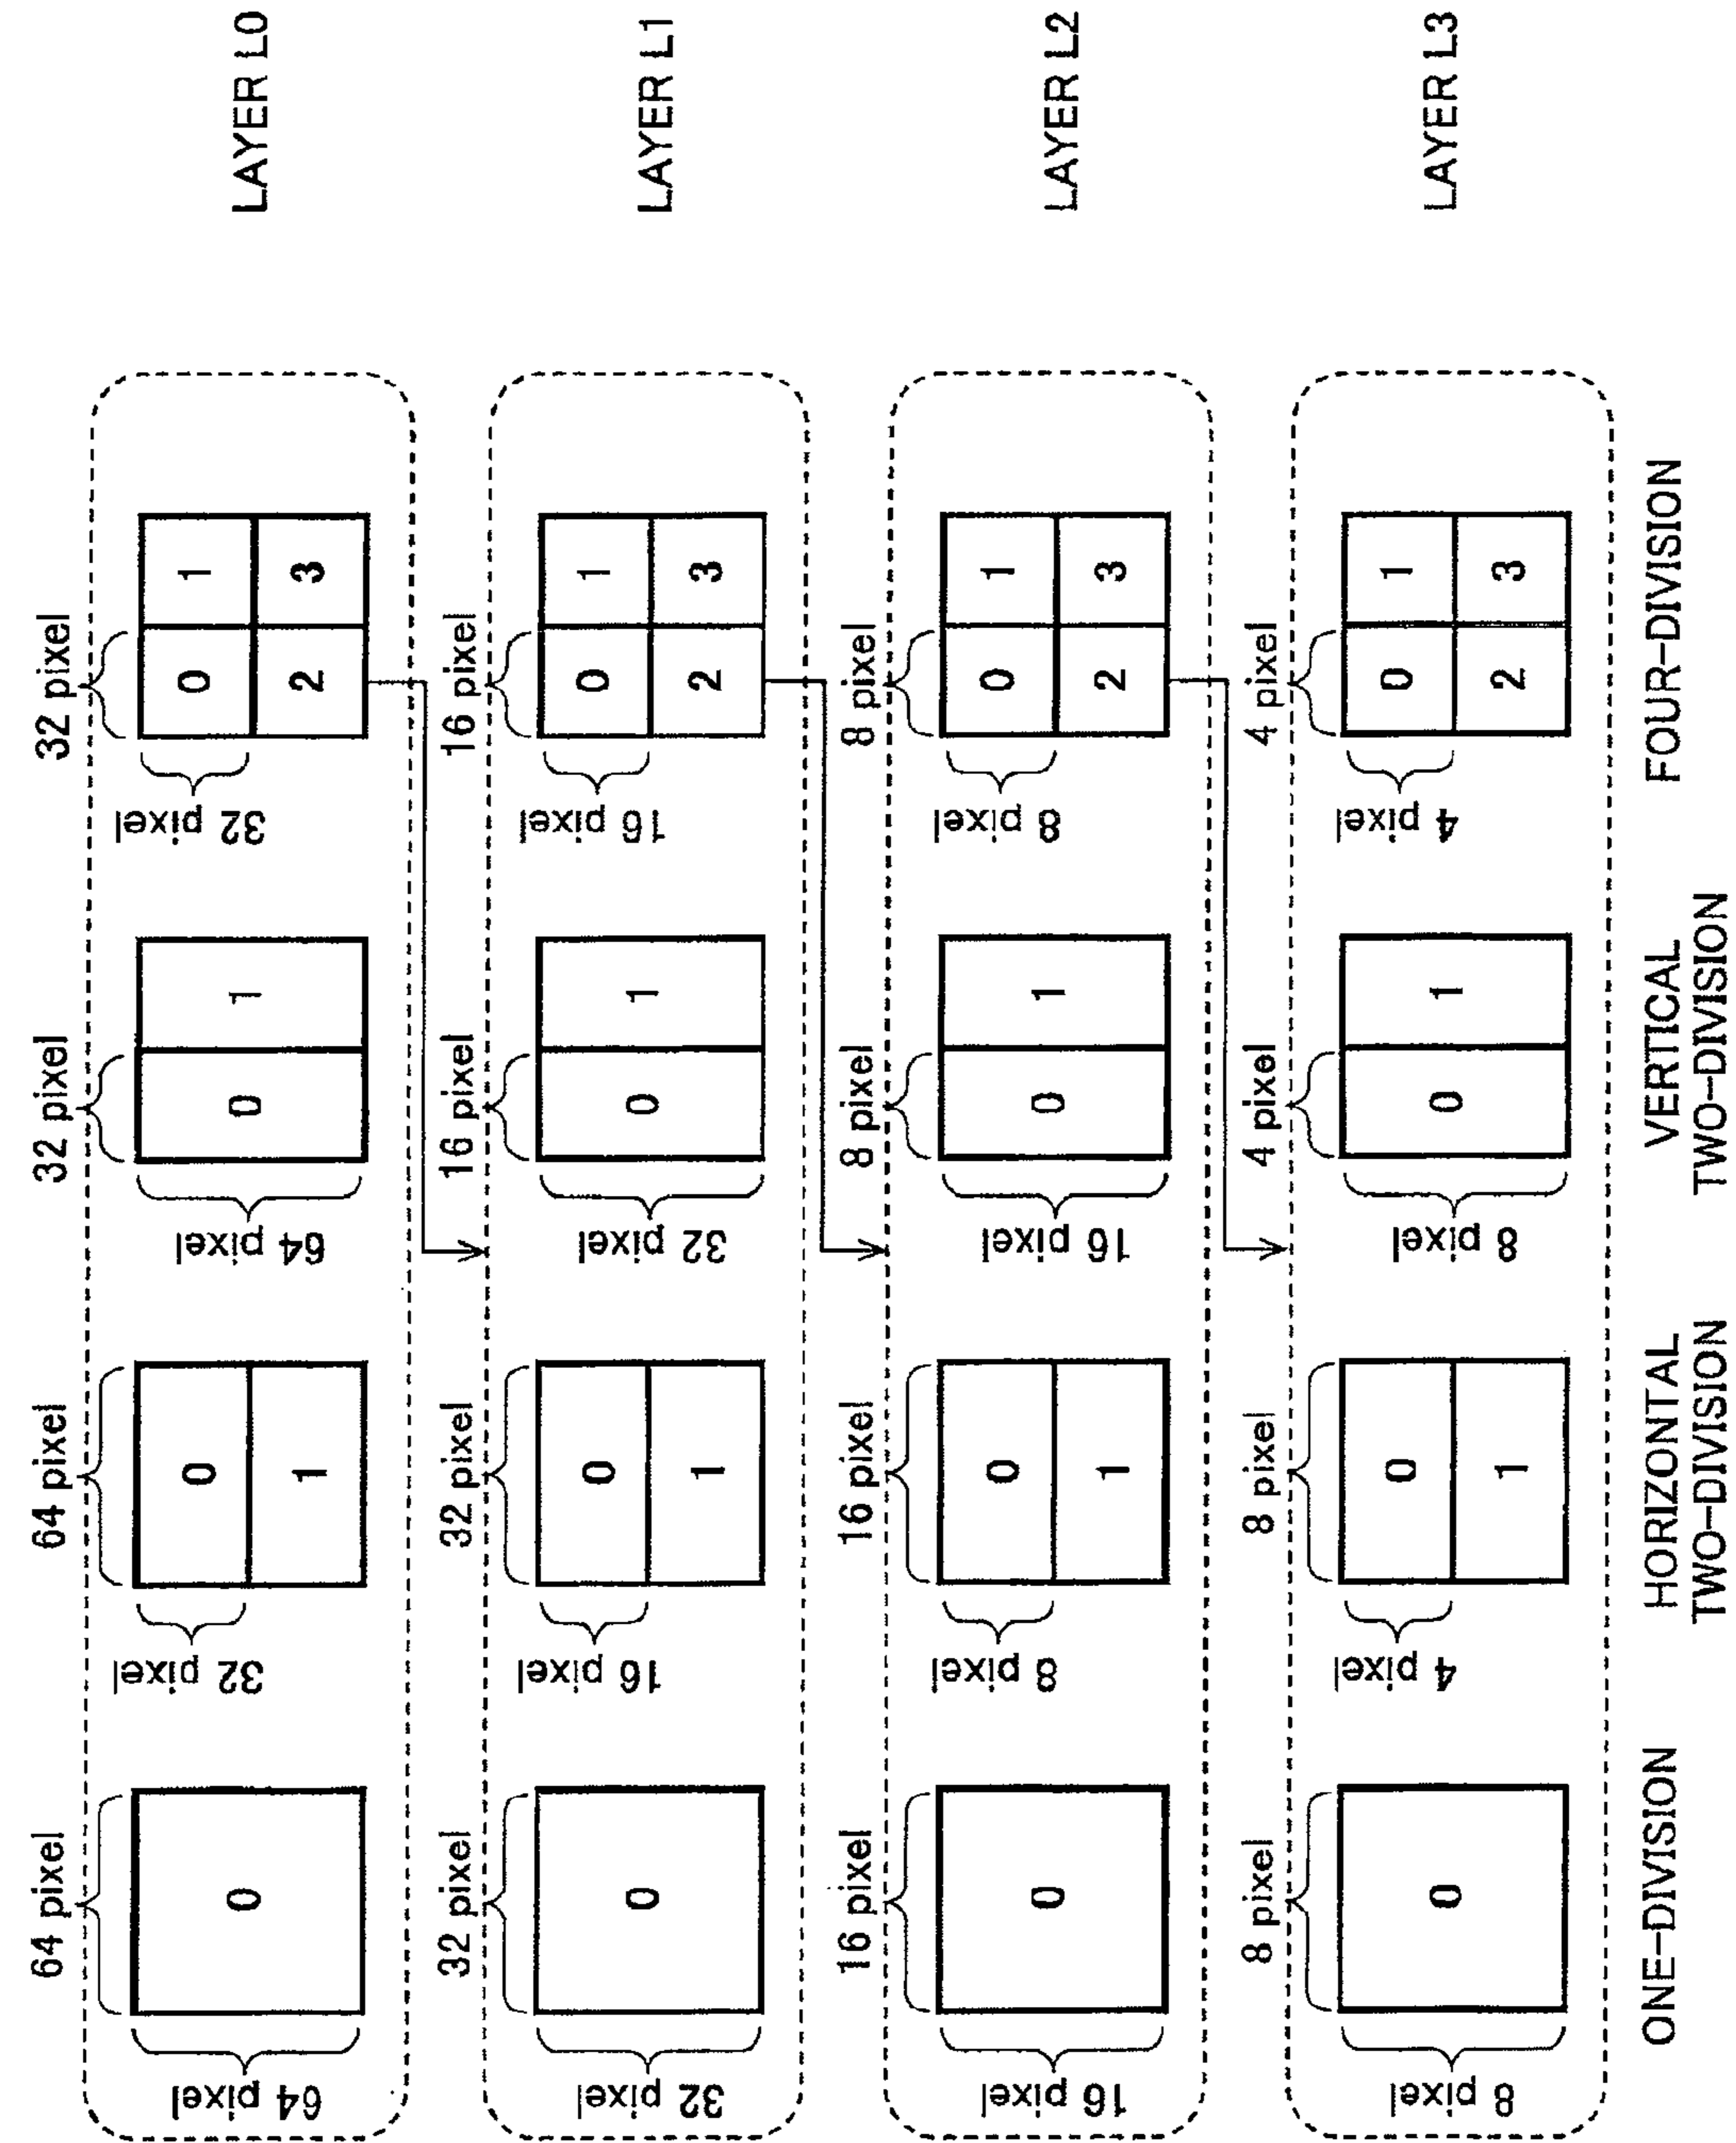 64 pixel
64 pixel
0
64 pixel
32 pixel
0
1
32 pixel
64 pixel
0 1
32 pixel
32 pixel
0 1
2 3
LAYER L0
32 pixel
32 pixel
0
32 pixel
16 pixel
0
1
16 pixel
32 pixel
0 1
16 pixel
16 pixel
0 1
2 3
LAYER L1
16 pixel
16 pixel
0
16 pixel
8 pixel
0
1
8 pixel
16 pixel
0 1
8 pixel
8 pixel
0 1
2 3
LAYER L2
8 pixel
8 pixel
0
8 pixel
4 pixel
0
1
4 pixel
8 pixel
0 1
4 pixel
4 pixel
0 1
2 3
LAYER L3
ONE-DIVISION
HORIZONTAL
TWO-DIVISION
VERTICAL
TWO-DIVISION
FOUR-DIVISION